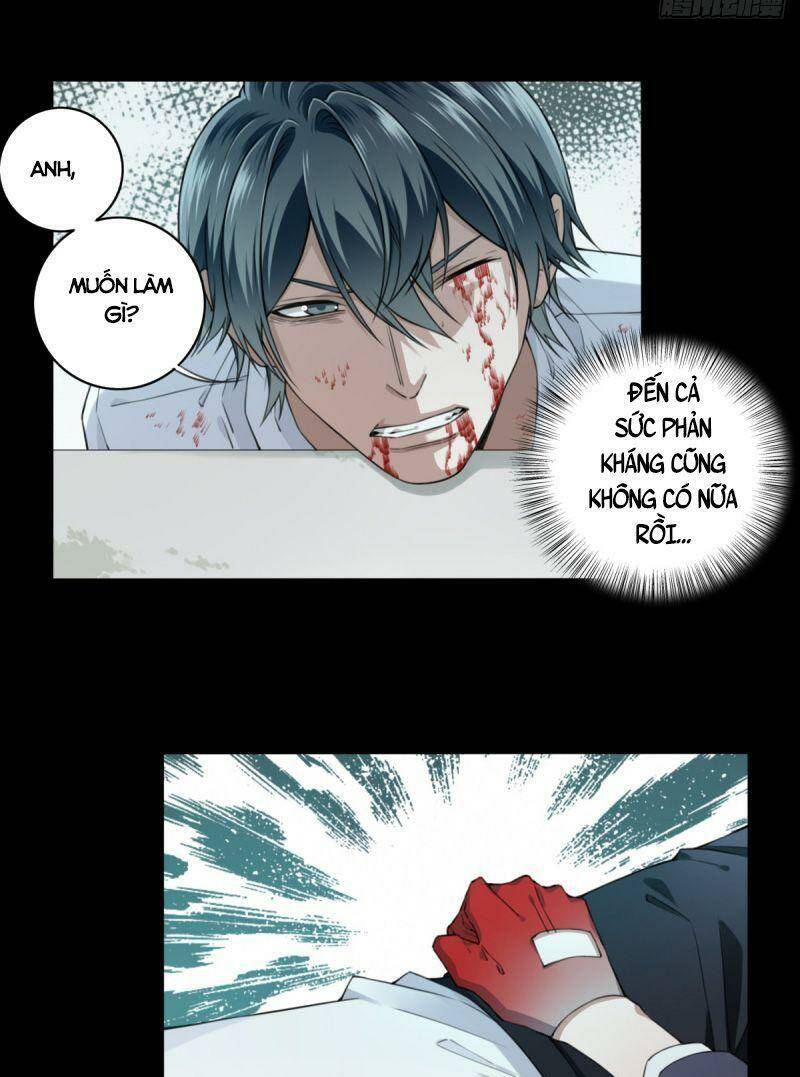 ANH,
MUỐN LÀM
GÌ?
ĐẾN CẢ
SỨC PHẢN
KHÁNG CŨNG
KHÔNG CÓ NỮA
RỒI...